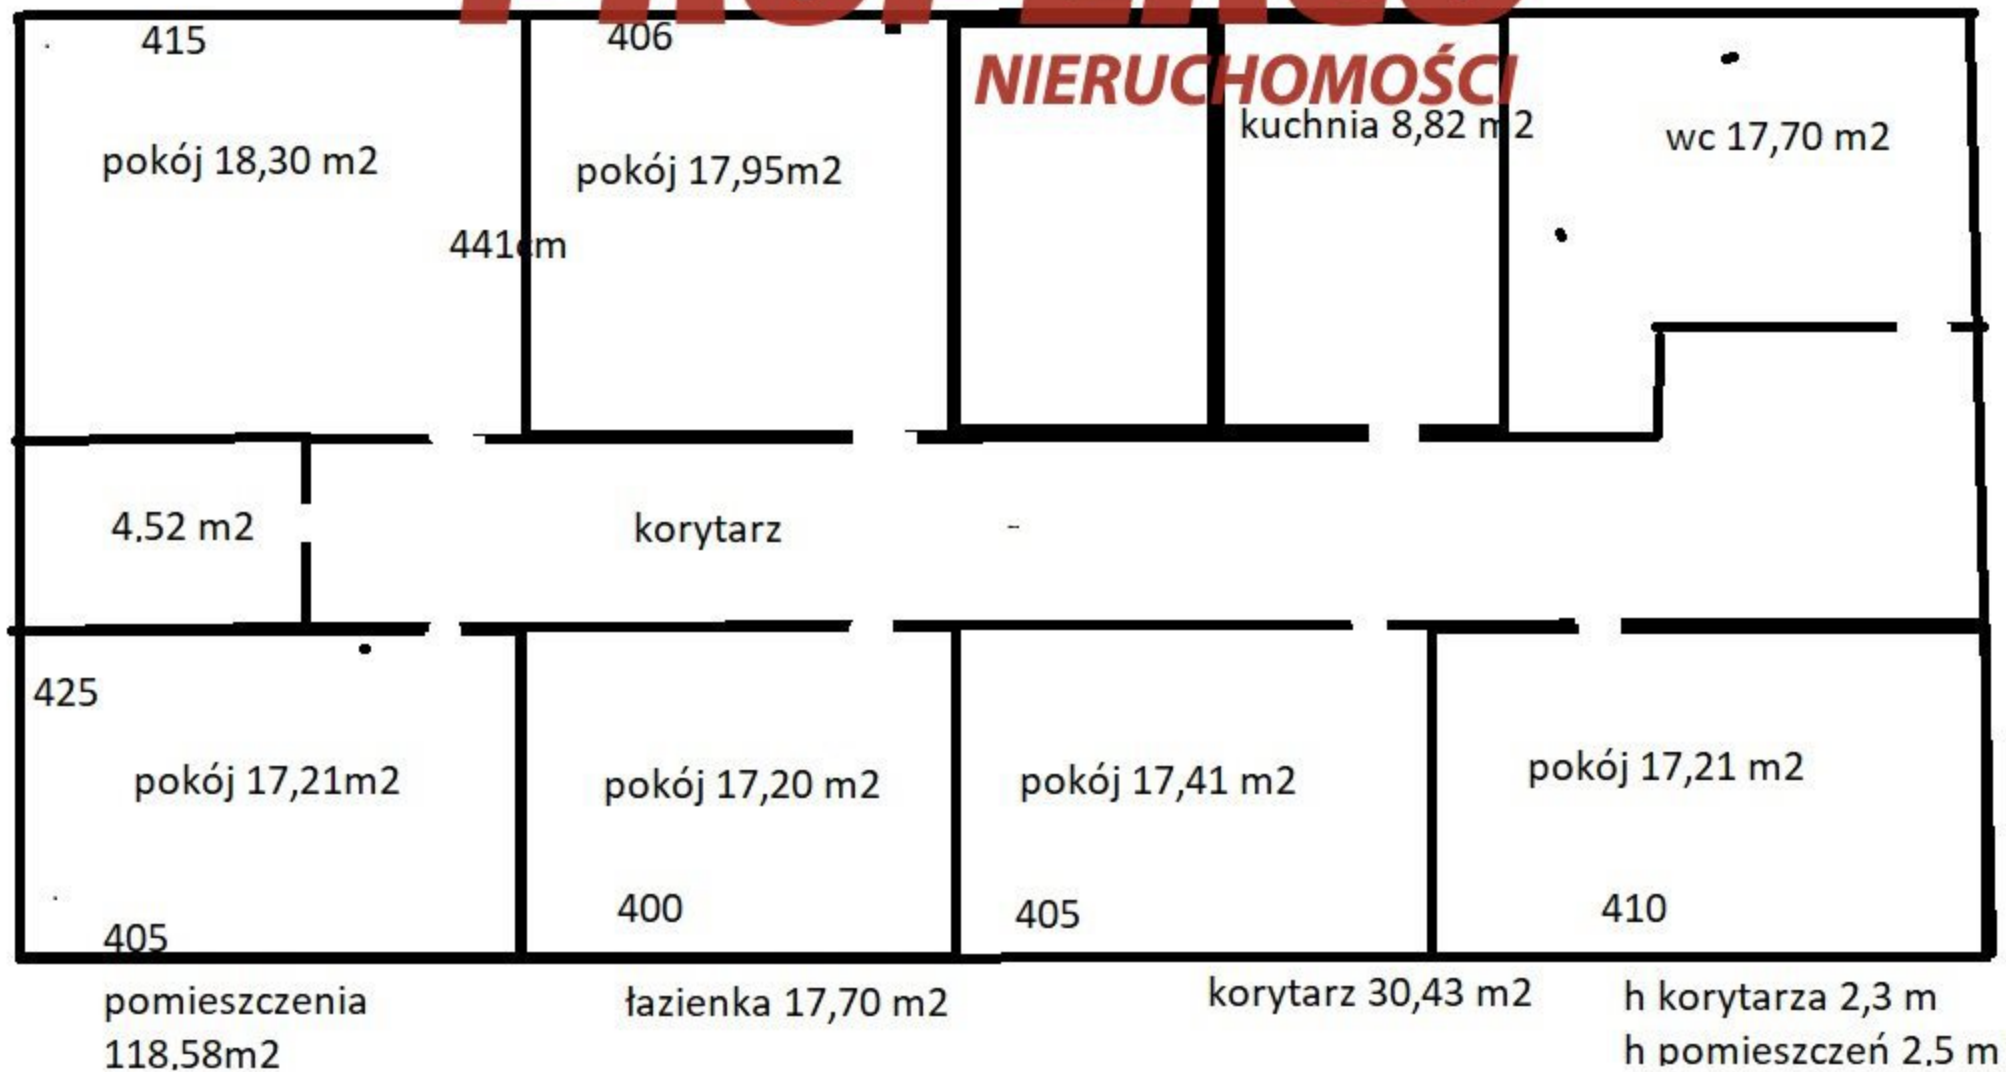 NIERUCHOMOŚCI
415
406
pokój 18,30 m2
pokój 17,95m2
kuchnia 8,82 m2
wc 17,70 m2
441cm
4,52 m2
korytarz
425
pokój 17,21m2
pokój 17,20 m2
pokój 17,41 m2
pokój 17,21 m2
405
400
405
410
pomieszczenia
118,58m2
łazienka 17,70 m2
korytarz 30,43 m2
h korytarza 2,3 m
h pomieszczeń 2,5 m